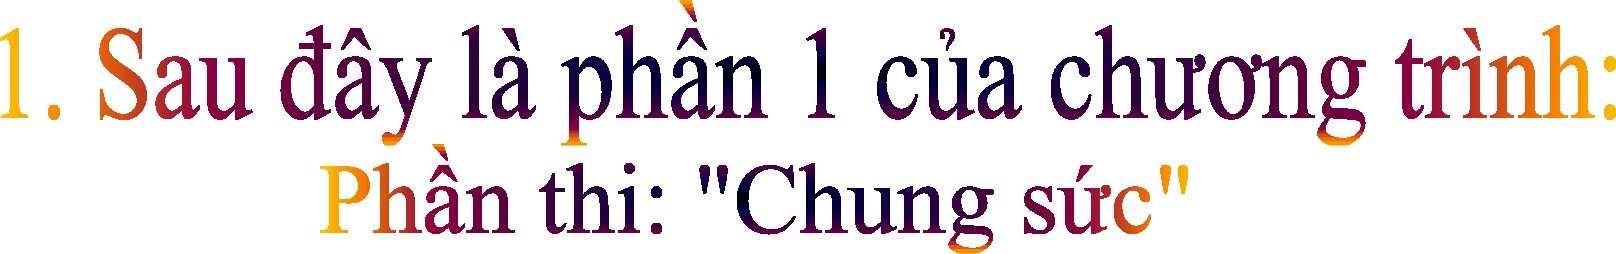 1. Sau đây là phần 1 của chương trình:
Phần thi: "Chung sức"